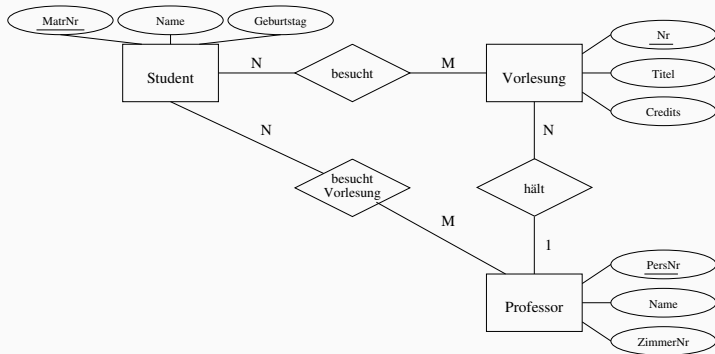 MatrNr
Name
Geburtstag
Student
N
besucht
M
Vorlesung
Nr
Titel
Credits
N
N
besucht
Vorlesung
hält
M
1
Professor
PersNr
Name
ZimmerNr